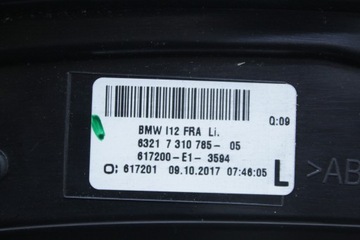 Q:09
BMW I12 FRA Li.
6321 7 310 785- 05
617200-E1- 3594
O: 617201 09.10.2017 07:46:05 L
>AB